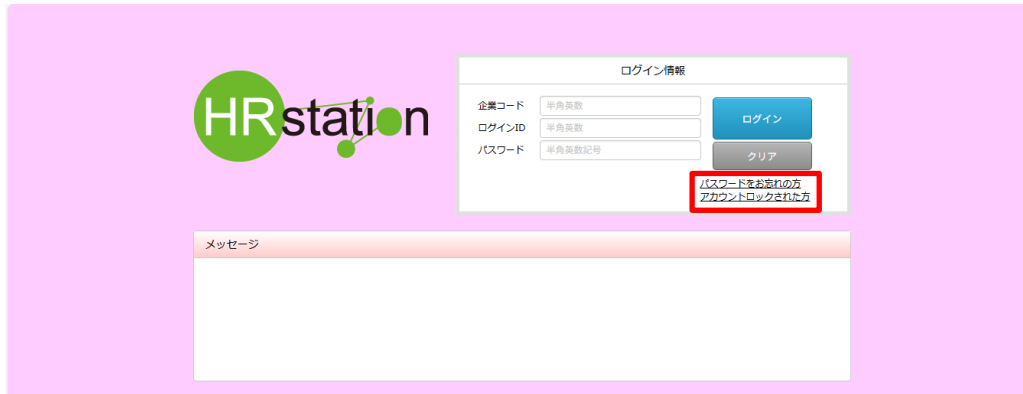 HRstation
ログイン情報
企業コード 半角英数
ログインID 半角英数
パスワード 半角英数記号
ログイン
クリア
パスワードをお忘れの方
アカウントロックされた方
メッセージ